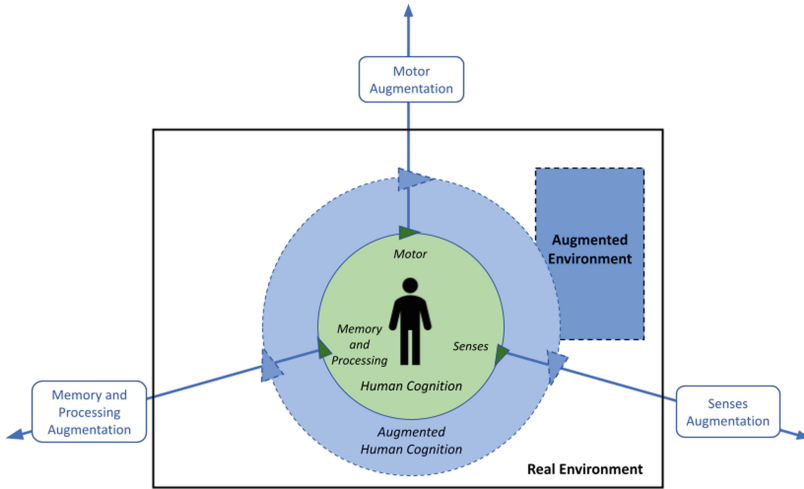 Motor
Augmentation
Augmented
Environment
Motor
Memory
and
Processing
Senses
Human Cognition
Memory and
Processing
Augmentation
Senses
Augmentation
Augmented
Human Cognition
Real Environment